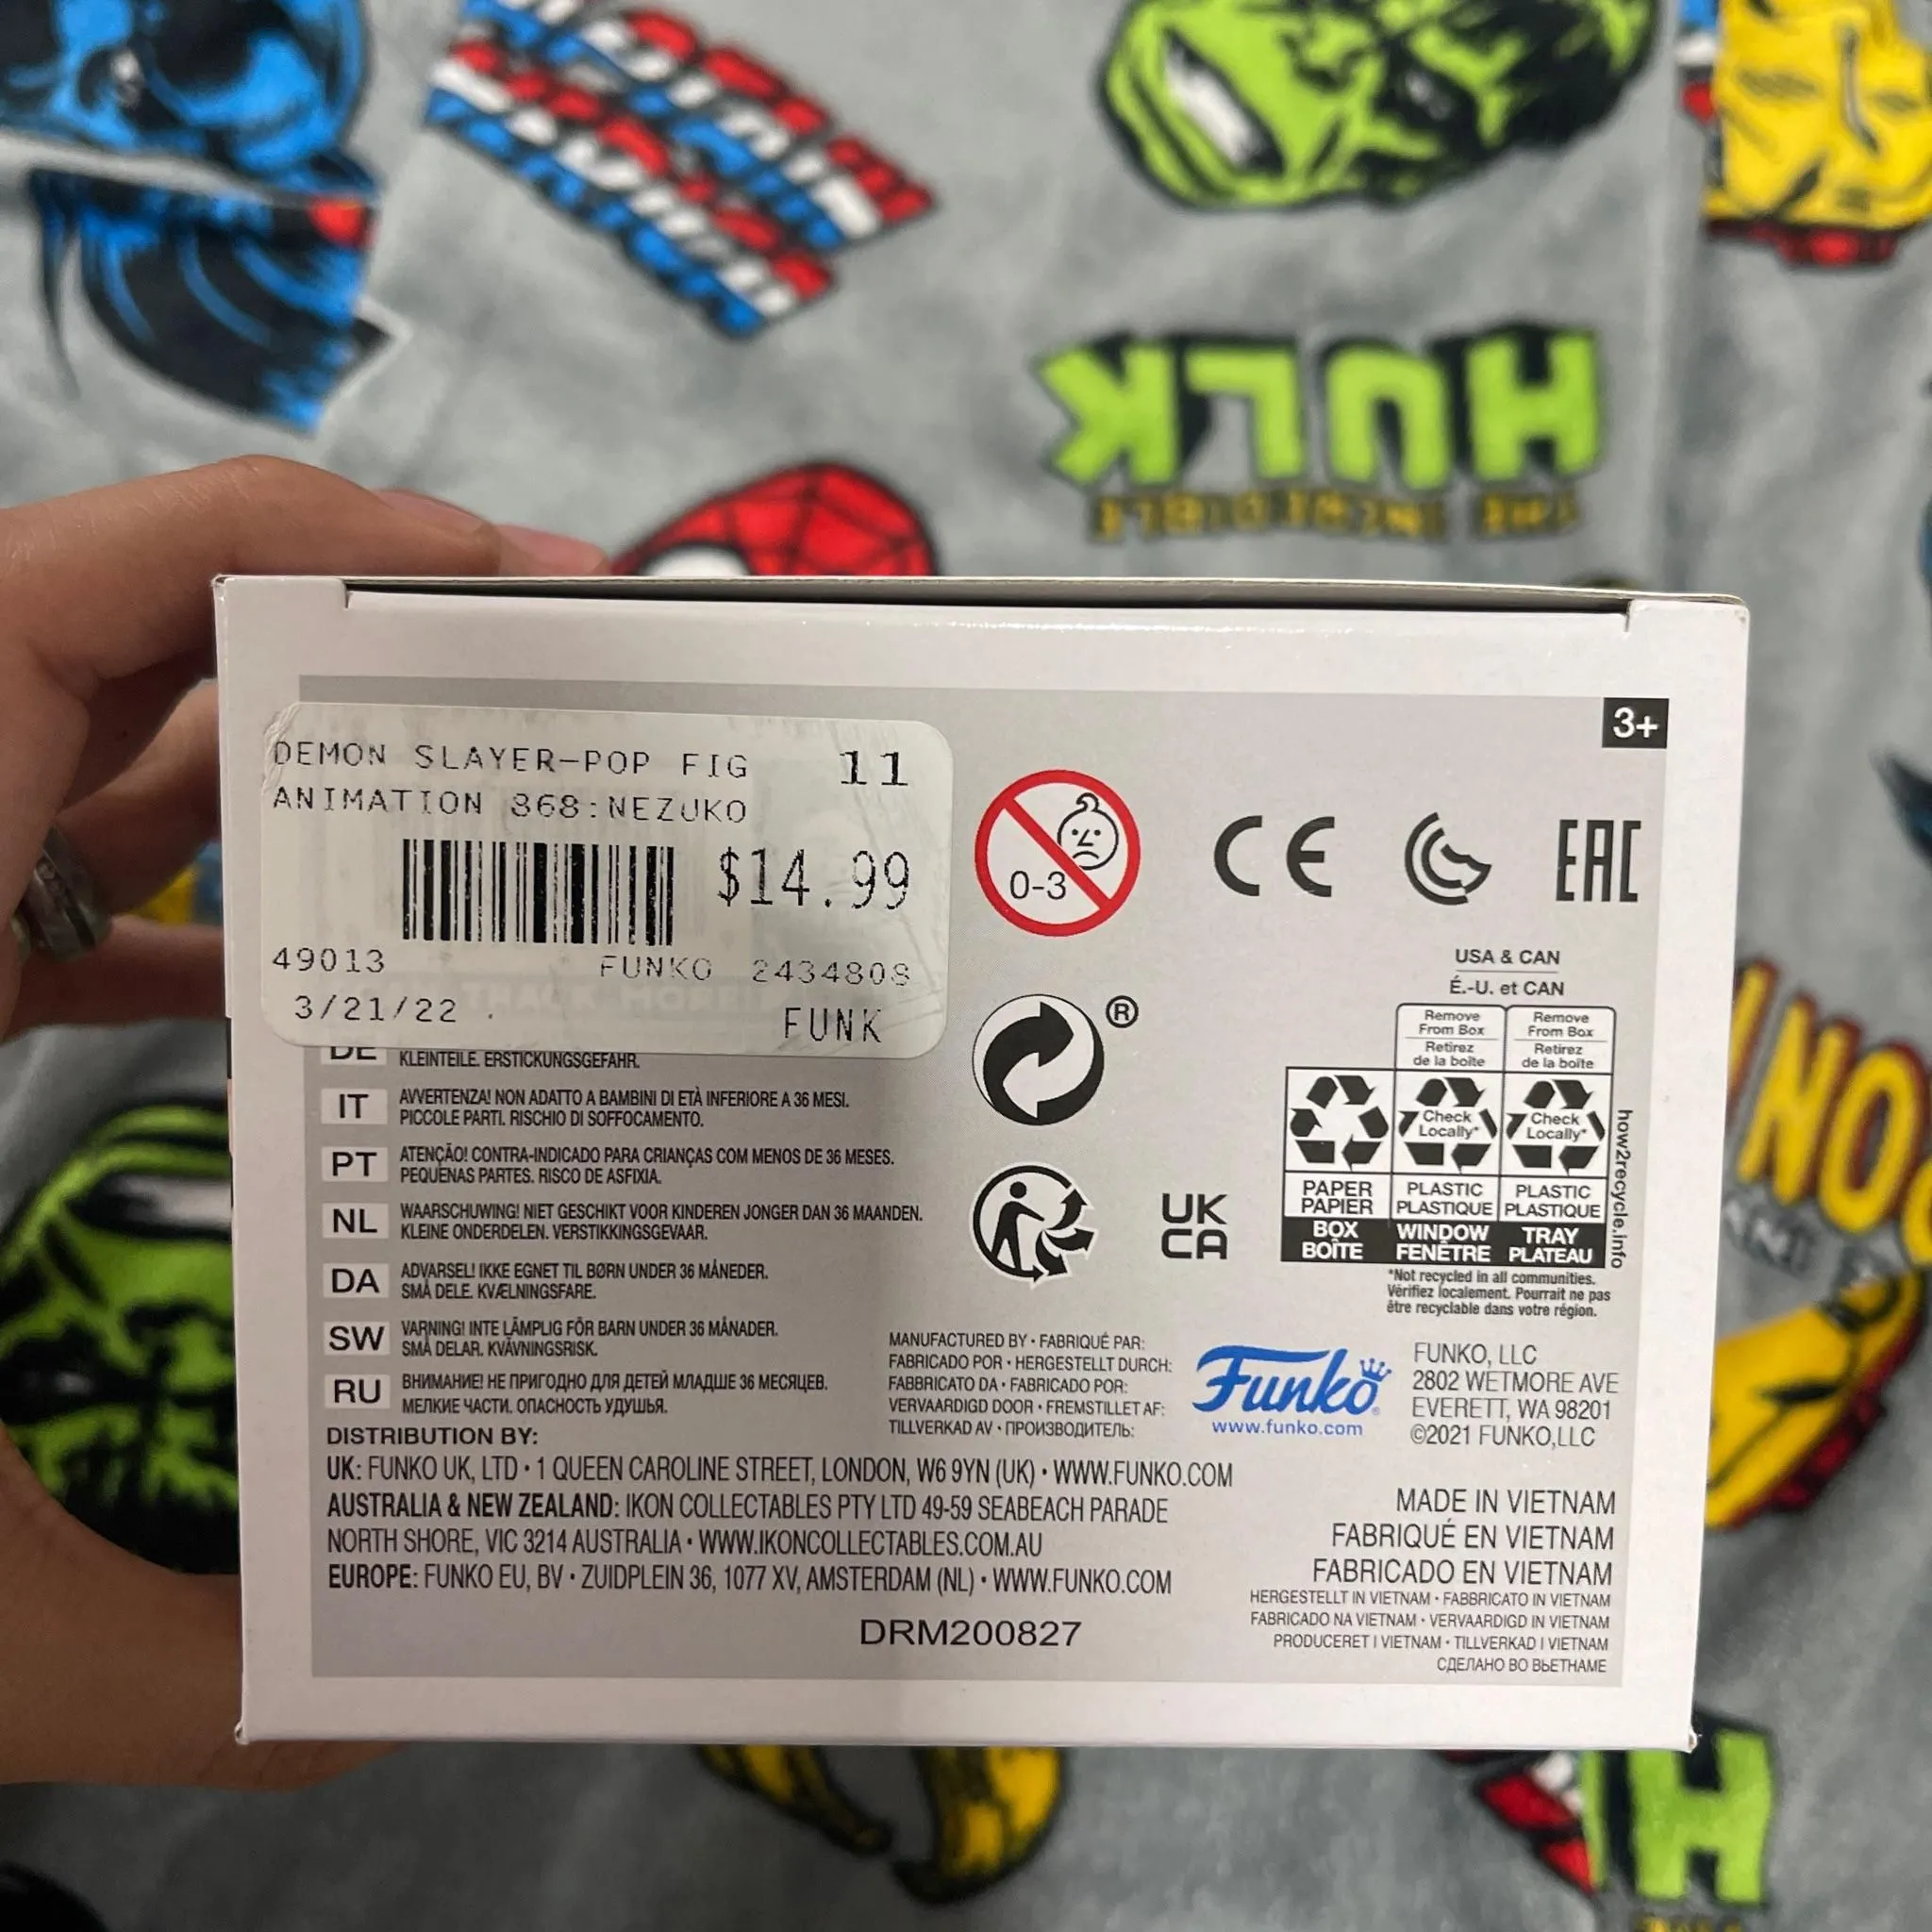 HULK
THE INCREDIBLE
3+
DEMON SLAYER-POP FIG 11
ANIMATION 868:NEZUKO
$14.99
49013 FUNKO 2434808
3/21/22 . FUNK
0-3
CE
EAC
®
DE
KLEINTEILE. ERSTICKUNGSGEFAHR.
IT
AVVERTENZA! NON ADATTO A BAMBINI DI ETÀ INFERIORE A 36 MESI.
PICCOLE PARTI. RISCHIO DI SOFFOCAMENTO.
PT
ATENÇÃO! CONTRA-INDICADO PARA CRIANÇAS COM MENOS DE 36 MESES.
PEQUENAS PARTES. RISCO DE ASFIXIA.
NL
WAARSCHUWING! NIET GESCHIKT VOOR KINDEREN JONGER DAN 36 MAANDEN.
KLEINE ONDERDELEN. VERSTIKKINGSGEVAAR.
DA
ADVARSEL! IKKE EGNET TIL BØRN UNDER 36 MÅNEDER.
SMÅ DELE. KVÆLNINGSFARE.
SW
VARNING! INTE LÄMPLIG FÖR BARN UNDER 36 MÅNADER.
SMÅ DELAR. KVÄVNINGSRISK.
RU
ВНИМАНИЕ! НЕ ПРИГОДНО ДЛЯ ДЕТЕЙ МЛАДШЕ 36 МЕСЯЦЕВ.
МЕЛКИЕ ЧАСТИ. ОПАСНОСТЬ УДУШЬЯ.
UK
CA
USA & CAN
É.-U. et CAN
Remove
From Box
Retirez
de la boîte
Remove
From Box
Retirez
de la boîte
Check
Locally*
Check
Locally*
PAPER
PAPIER
PLASTIC
PLASTIQUE
PLASTIC
PLASTIQUE
BOX
BOÎTE
WINDOW
FENÊTRE
TRAY
PLATEAU
how2recycle.info
*Not recycled in all communities.
Vérifiez localement. Pourrait ne pas
être recyclable dans votre région.
MANUFACTURED BY • FABRIQUÉ PAR:
FABRICADO POR • HERGESTELLT DURCH:
FABBRICATO DA • FABRICADO POR:
VERVAARDIGD DOOR • FREMSTILLET AF:
TILLVERKAD AV • ПРОИЗВОДИТЕЛЬ:
Funko
www.funko.com
FUNKO, LLC
2802 WETMORE AVE
EVERETT, WA 98201
©2021 FUNKO,LLC
DISTRIBUTION BY:
UK: FUNKO UK, LTD • 1 QUEEN CAROLINE STREET, LONDON, W6 9YN (UK) • WWW.FUNKO.COM
AUSTRALIA & NEW ZEALAND: IKON COLLECTABLES PTY LTD 49-59 SEABEACH PARADE
NORTH SHORE, VIC 3214 AUSTRALIA • WWW.IKONCOLLECTABLES.COM.AU
EUROPE: FUNKO EU, BV • ZUIDPLEIN 36, 1077 XV, AMSTERDAM (NL) • WWW.FUNKO.COM
DRM200827
MADE IN VIETNAM
FABRIQUÉ EN VIETNAM
FABRICADO EN VIETNAM
HERGESTELLT IN VIETNAM • FABBRICATO IN VIETNAM
FABRICADO NA VIETNAM • VERVAARDIGD IN VIETNAM
PRODUCERET I VIETNAM • TILLVERKAD I VIETNAM
СДЕЛАНО ВО ВЬЕТНАМЕ